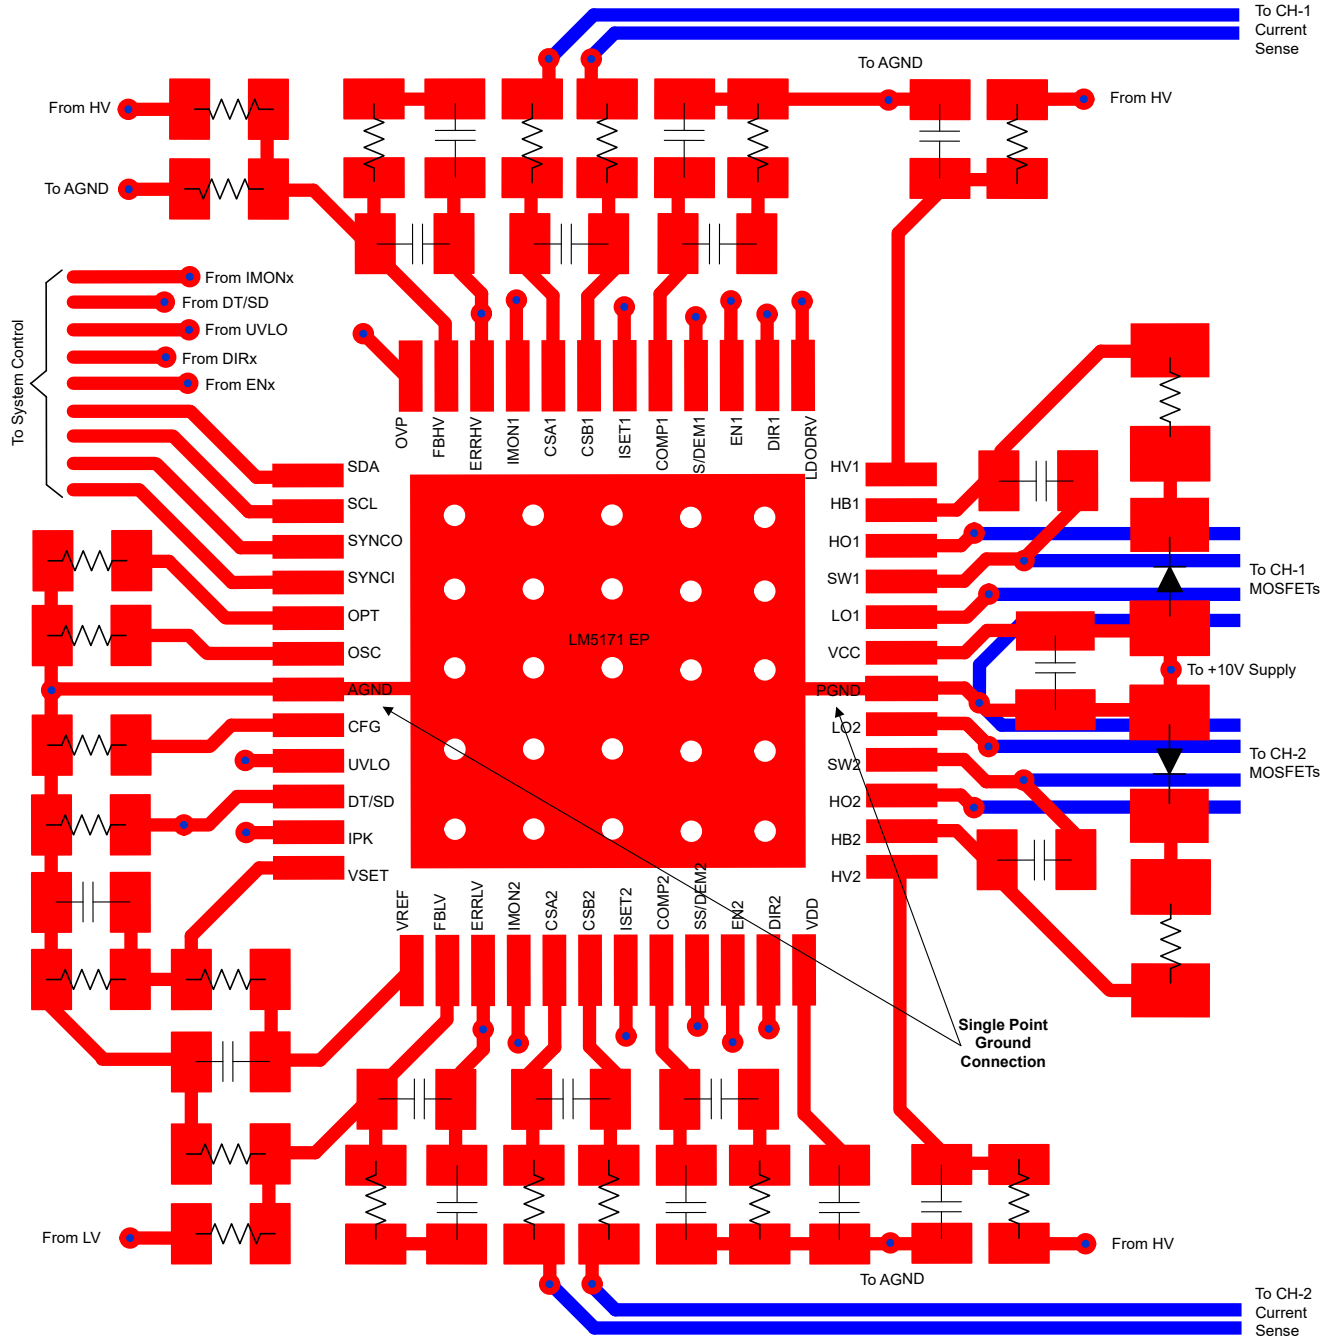 To CH-1
Current
Sense
To AGND
From HV
From HV
To AGND
From IMONx
From DT/SD
From UVLO
From DIRx
From ENx
To System Control
OVP
FBHV
ERRHV
IMON1
CSA1
CSB1
ISET1
COMP1
S/DEM1
EN1
DIR1
LDODRV
SDA
SCL
SYNCO
SYNCI
OPT
OSC
AGND
CFG
UVLO
DT/SD
IPK
VSET
LM5171 EP
HV1
HB1
HO1
SW1
LO1
VCC
PGND
LO2
SW2
HO2
HB2
HV2
To CH-1
MOSFETs
To +10V Supply
To CH-2
MOSFETs
VREF
FBLV
ERRLV
IMON2
CSA2
CSB2
ISET2
COMP2
SS/DEM2
EN2
DIR2
VDD
Single Point
Ground
Connection
From LV
From HV
To AGND
To CH-2
Current
Sense